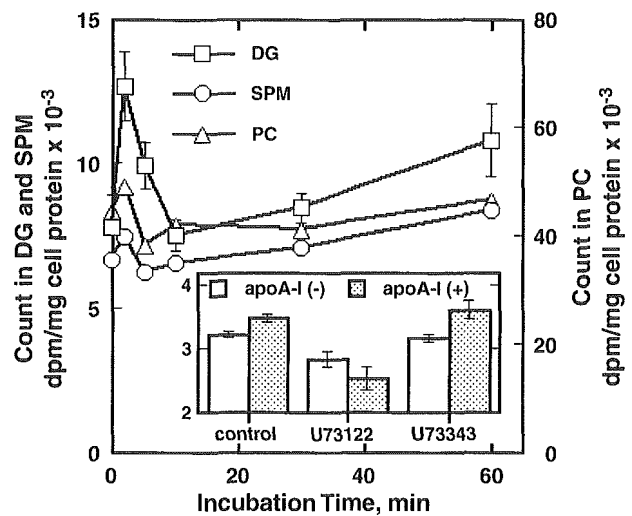 15
10
5
0
Count in DG and SPM
dpm/mg cell protein x 10-3
DG
SPM
PC
80
60
40
20
0
Count in PC
dpm/mg cell protein x 10-3
4
3
2
apoA-I (-)
apoA-I (+)
control
U73122
U73343
0
20
40
60
Incubation Time, min